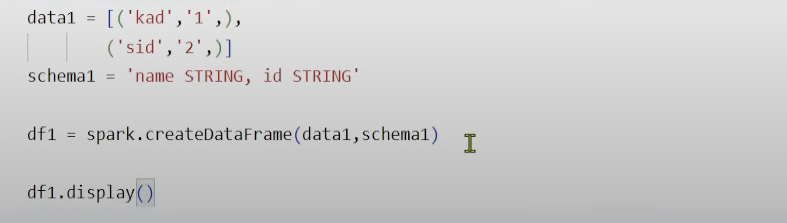 data1 = [('kad','1',),
('sid','2',)]
schema1 = 'name STRING, id STRING'
df1 = spark.createDataFrame(data1,schema1)
df1.display()